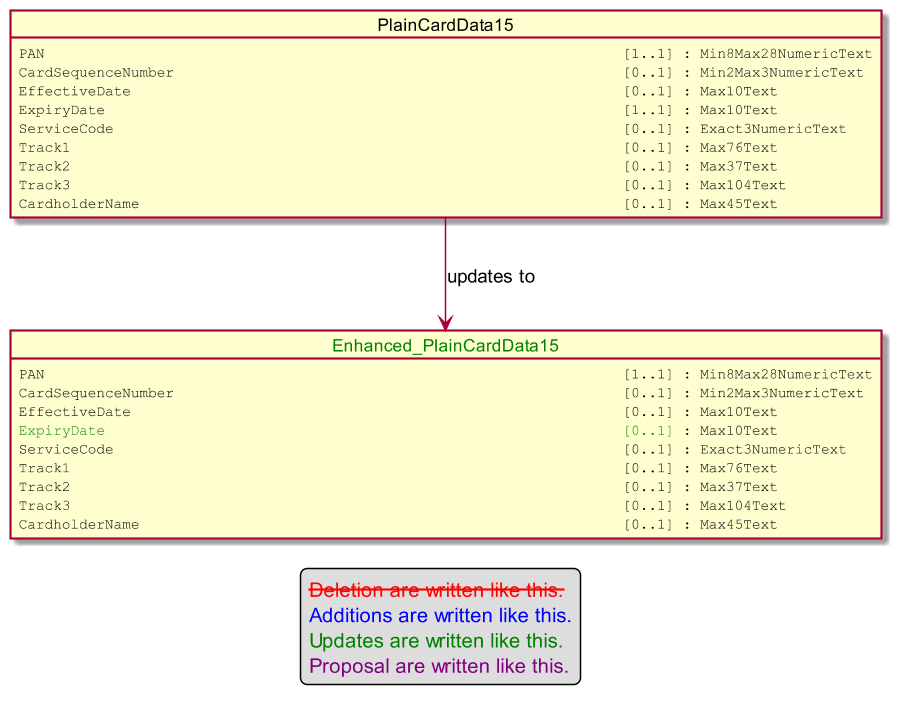 PlainCardData15
PAN [1..1] : Min8Max28NumericText
CardSequenceNumber [0..1] : Min2Max3NumericText
EffectiveDate [0..1] : Max10Text
ExpiryDate [1..1] : Max10Text
ServiceCode [0..1] : Exact3NumericText
Track1 [0..1] : Max76Text
Track2 [0..1] : Max37Text
Track3 [0..1] : Max104Text
CardholderName [0..1] : Max45Text
updates to
Enhanced_PlainCardData15
PAN [1..1] : Min8Max28NumericText
CardSequenceNumber [0..1] : Min2Max3NumericText
EffectiveDate [0..1] : Max10Text
ExpiryDate [0..1] : Max10Text
ServiceCode [0..1] : Exact3NumericText
Track1 [0..1] : Max76Text
Track2 [0..1] : Max37Text
Track3 [0..1] : Max104Text
CardholderName [0..1] : Max45Text
Deletion are written like this.
Additions are written like this.
Updates are written like this.
Proposal are written like this.